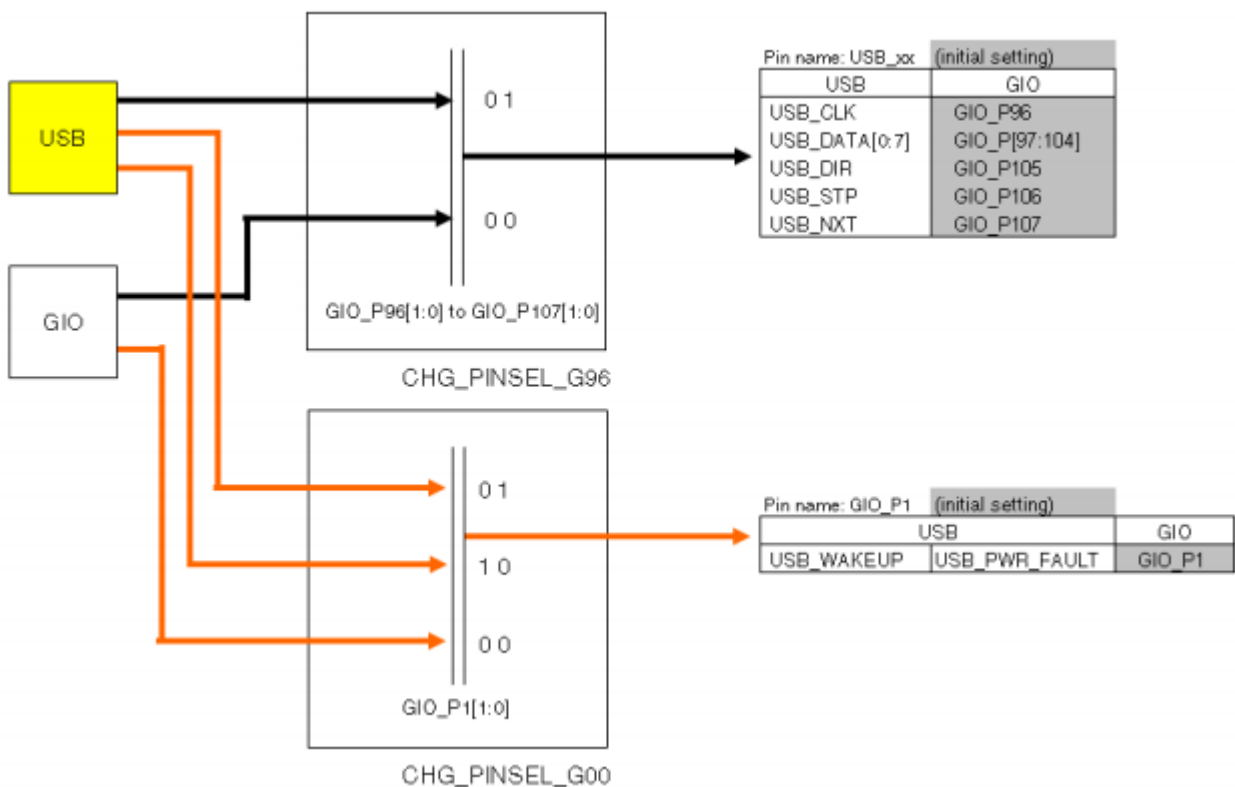 USB
GIO
0 1
0 0
GIO_P96[1:0] to GIO_P107[1:0]
CHG_PINSEL_G96
Pin name: USB_xx (initial setting)
USB GIO
USB_CLK GIO_P96
USB_DATA[0:7] GIO_P[97:104]
USB_DIR GIO_P105
USB_STP GIO_P106
USB_NXT GIO_P107
0 1
1 0
0 0
GIO_P1[1:0]
CHG_PINSEL_G00
Pin name: GIO_P1 (initial setting)
USB GIO
USB_WAKEUP USB_PWR_FAULT GIO_P1